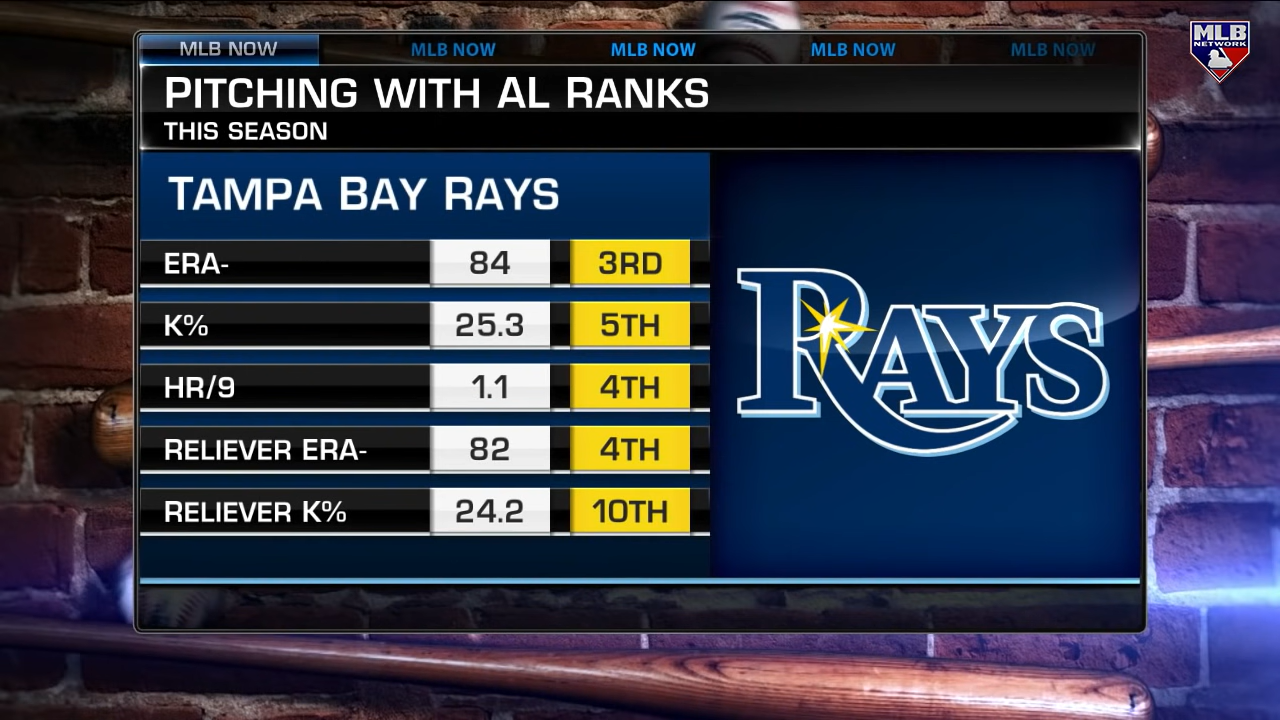 MLB NOW MLB NOW MLB NOW MLB NOW MLB NOW
MLB
NETWORK
PITCHING WITH AL RANKS
THIS SEASON
TAMPA BAY RAYS
ERA- 84 3RD
K% 25.3 5TH
HR/9 1.1 4TH
RELIEVER ERA- 82 4TH
RELIEVER K% 24.2 10TH
RAYS